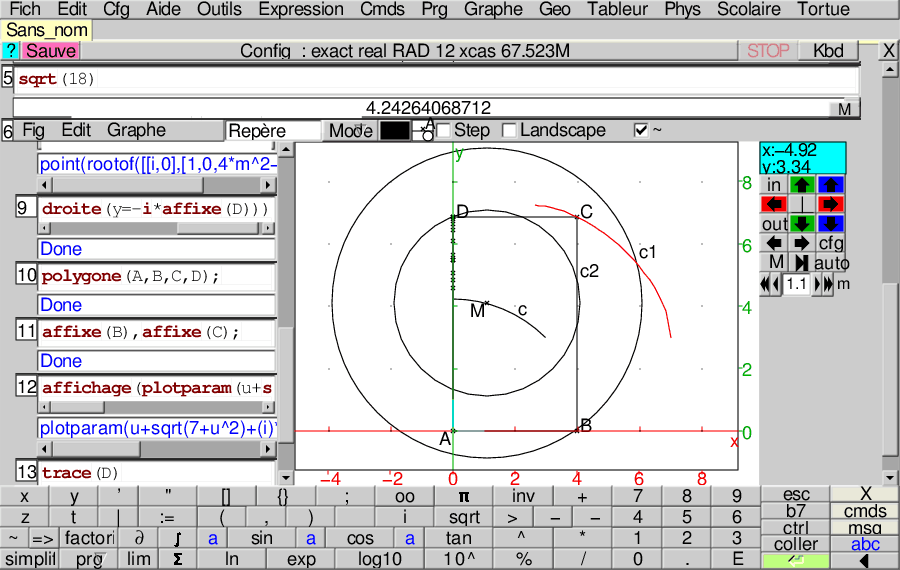 Fich Edit Cfg Aide Outils Expression Cmds Prg Graphe Geo Tableur Phys Scolaire Tortue
Sans_nom
? Sauve Config : exact real RAD 12 xcas 67.523M STOP Kbd X
5 sqrt(18)
4.24264068712 M
6 Fig Edit Graphe Repère Mode Step Landscape ~
point(rootof([[i,0],[1,0,4*m^2-
9 droite(y=-i*affixe(D)))
Done
10 polygone(A,B,C,D);
Done
11 affixe(B),affixe(C);
Done
12 affichage(plotparam(u+s
plotparam(u+sqrt(7+u^2)+(i)
13 trace(D)
y
8
6
4
2
0
D C
c1
c2
M c
A B
x
-4 -2 0 2 4 6 8
x:-4.92
y:3.34
in
out
cfg
M auto
1.1 m
x y ' " [] {} ; oo π inv + 7 8 9 esc X
z t | := ( , ) i sqrt > − − 4 5 6 b7 cmds
~ => factori ∂ ∫ a sin a cos a tan ^ * 1 2 3 ctrl msg
simplil prg lim Σ ln exp log10 10^ % / 0 . E coller abc